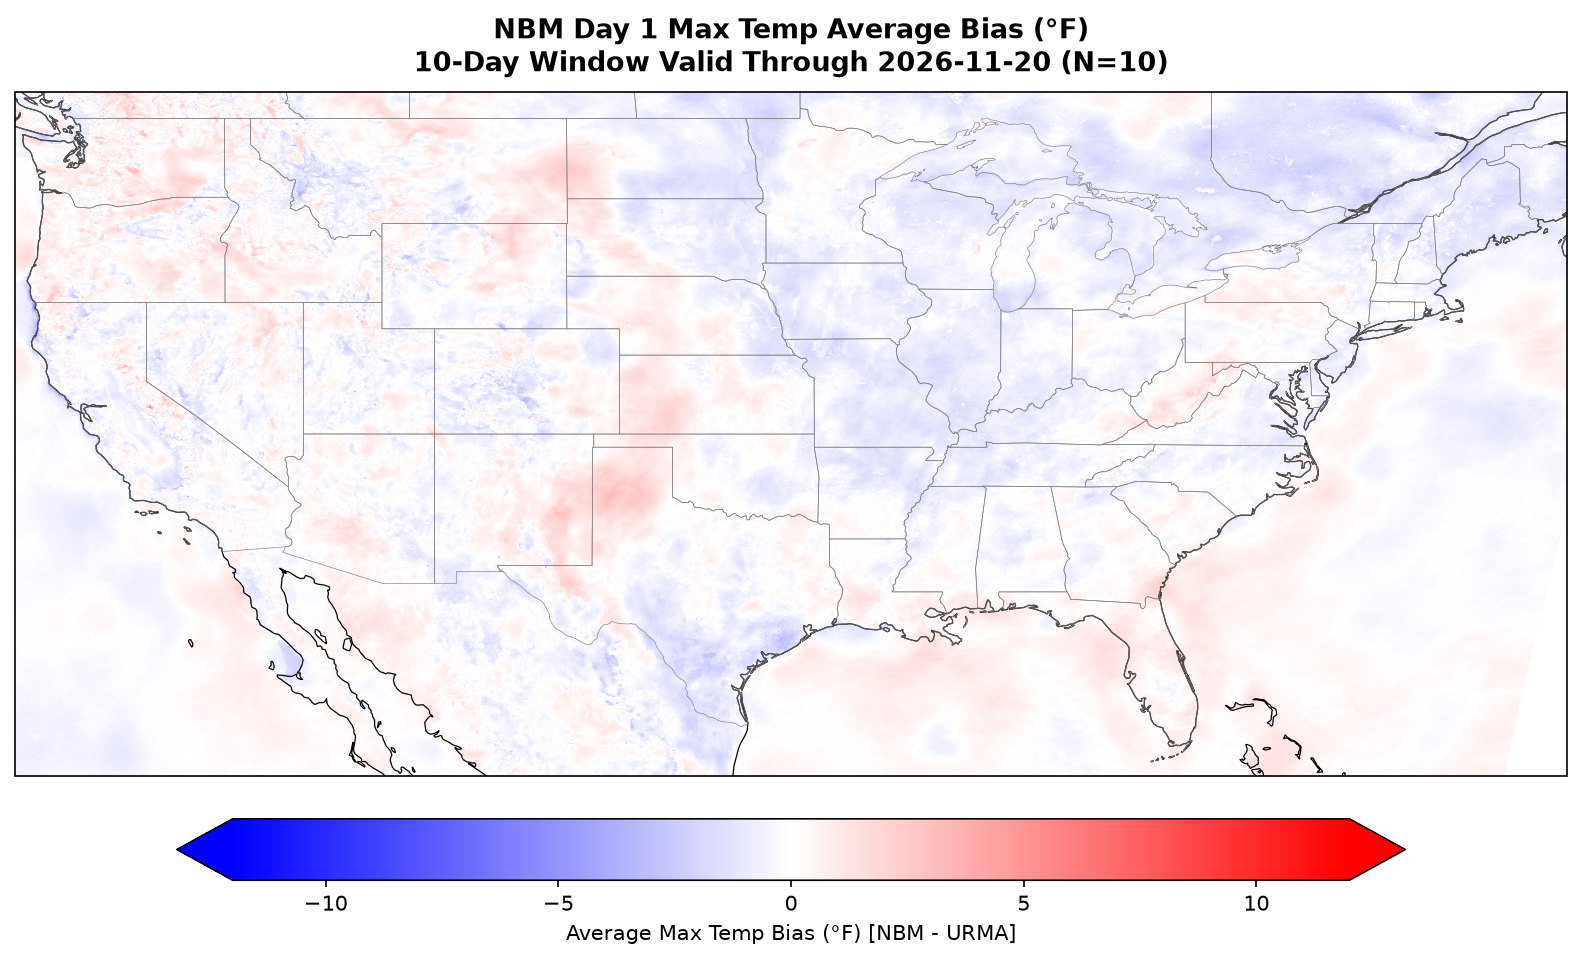 NBM Day 1 Max Temp Average Bias (°F)
10-Day Window Valid Through 2026-11-20 (N=10)
−10 −5 0 5 10
Average Max Temp Bias (°F) [NBM - URMA]